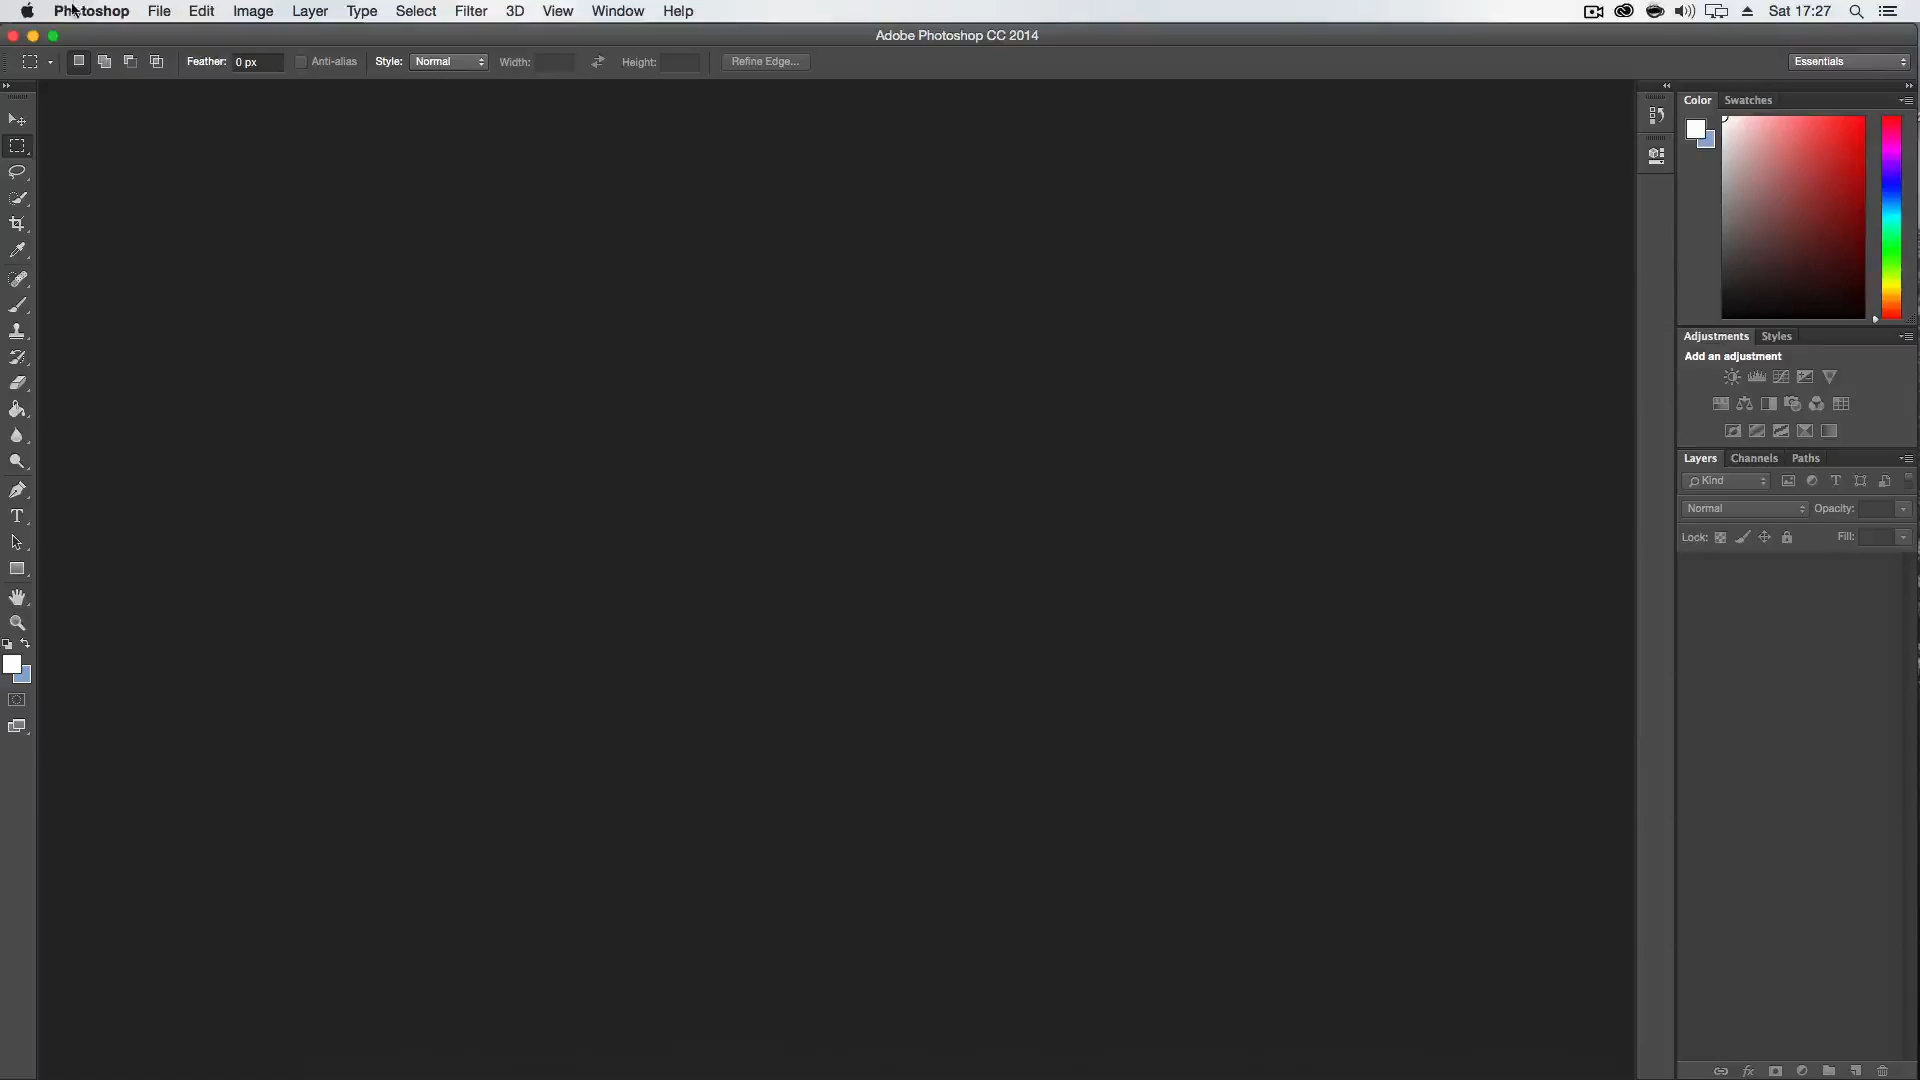 Photoshop File Edit Image Layer Type Select Filter 3D View Window Help Sat 17:27
Adobe Photoshop CC 2014
Feather: 0 px Anti-alias Style: Normal Width: Height: Refine Edge... Essentials
Color Swatches
Adjustments Styles
Add an adjustment
Layers Channels Paths
Kind T
Normal Opacity:
Lock: Fill:
T
fx